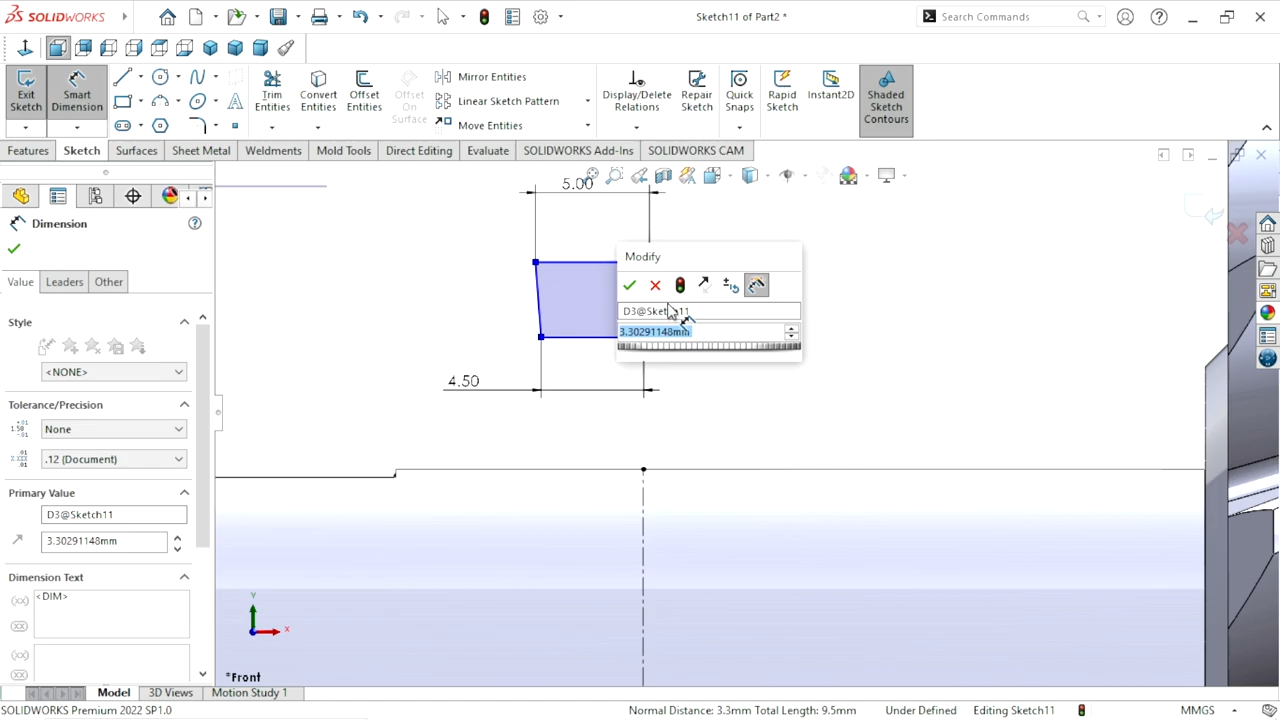 SOLIDWORKS
Sketch11 of Part2 *
Search Commands
Exit Sketch
Smart Dimension
Trim Entities
Convert Entities
Offset Entities
Offset On Surface
Mirror Entities
Linear Sketch Pattern
Move Entities
Display/Delete Relations
Repair Sketch
Quick Snaps
Rapid Sketch
Instant2D
Shaded Sketch Contours
Features Sketch Surfaces Sheet Metal Weldments Mold Tools Direct Editing Evaluate SOLIDWORKS Add-Ins SOLIDWORKS CAM
Dimension
Value Leaders Other
Style
<NONE>
Tolerance/Precision
None
.12 (Document)
Primary Value
D3@Sketch11
3.30291148mm
Dimension Text
<DIM>
5.00
Modify
3.30291148mm
4.50
Y
X
*Front
Model 3D Views Motion Study 1
SOLIDWORKS Premium 2022 SP1.0
Normal Distance: 3.3mm Total Length: 9.5mm
Under Defined
Editing Sketch11
MMGS